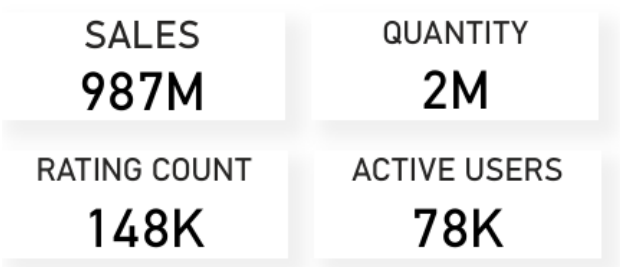 SALES
987M
QUANTITY
2M
RATING COUNT
148K
ACTIVE USERS
78K